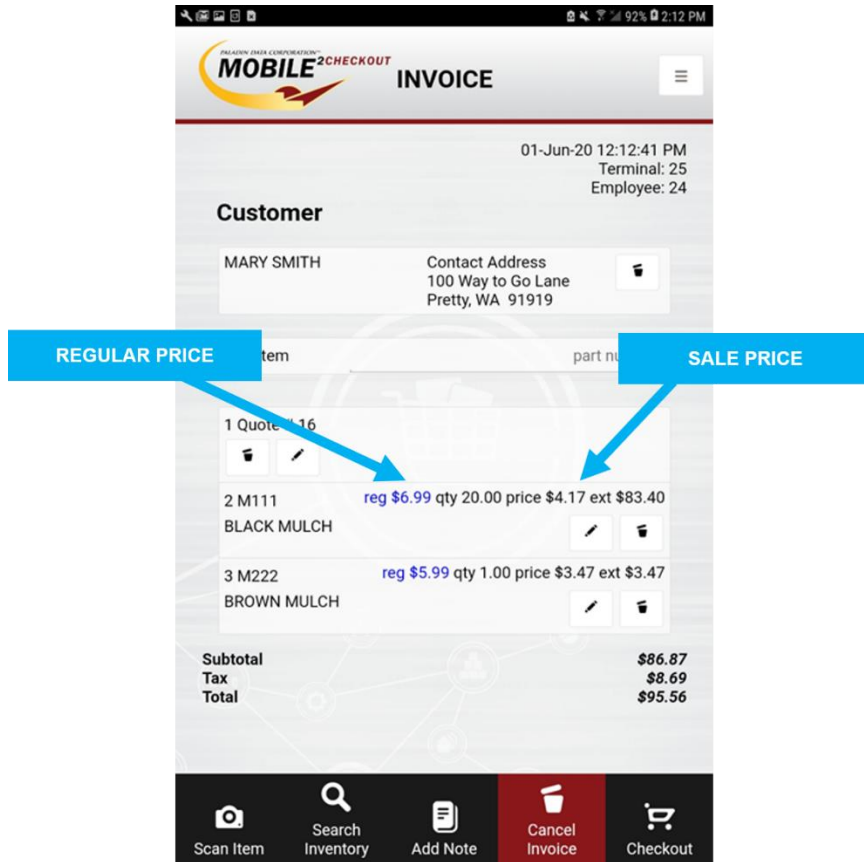 92% 2:12 PM
PALADIN DATA CORPORATION™
MOBILE²CHECKOUT
INVOICE
01-Jun-20 12:12:41 PM
Terminal: 25
Employee: 24
Customer
MARY SMITH
Contact Address
100 Way to Go Lane
Pretty, WA 91919
REGULAR PRICE
tem
part nu
SALE PRICE
1 Quote # 16
2 M111 reg $6.99 qty 20.00 price $4.17 ext $83.40
BLACK MULCH
3 M222 reg $5.99 qty 1.00 price $3.47 ext $3.47
BROWN MULCH
Subtotal $86.87
Tax $8.69
Total $95.56
Scan Item
Search
Inventory
Add Note
Cancel
Invoice
Checkout